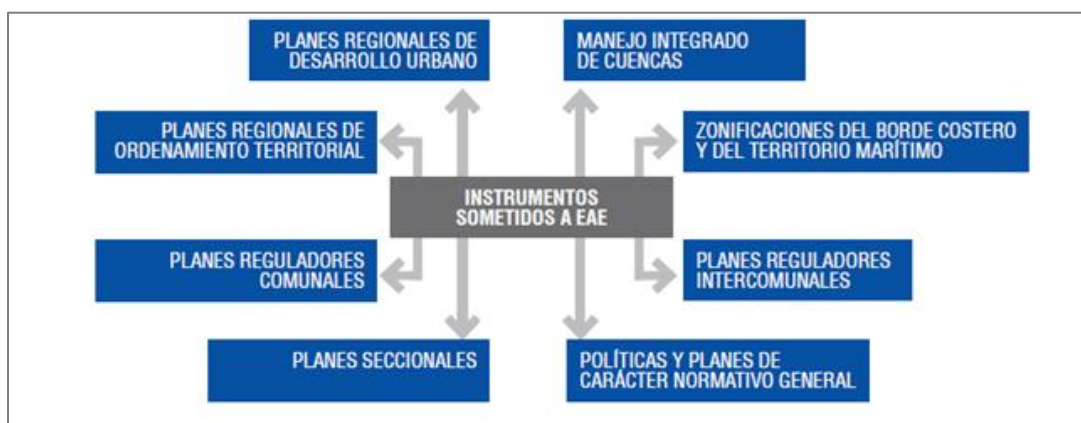 PLANES REGIONALES DE
DESARROLLO URBANO
MANEJO INTEGRADO
DE CUENCAS
PLANES REGIONALES DE
ORDENAMIENTO TERRITORIAL
ZONIFICACIONES DEL BORDE COSTERO
Y DEL TERRITORIO MARÍTIMO
INSTRUMENTOS
SOMETIDOS A EAE
PLANES REGULADORES
COMUNALES
PLANES REGULADORES
INTERCOMUNALES
PLANES SECCIONALES
POLÍTICAS Y PLANES DE
CARÁCTER NORMATIVO GENERAL